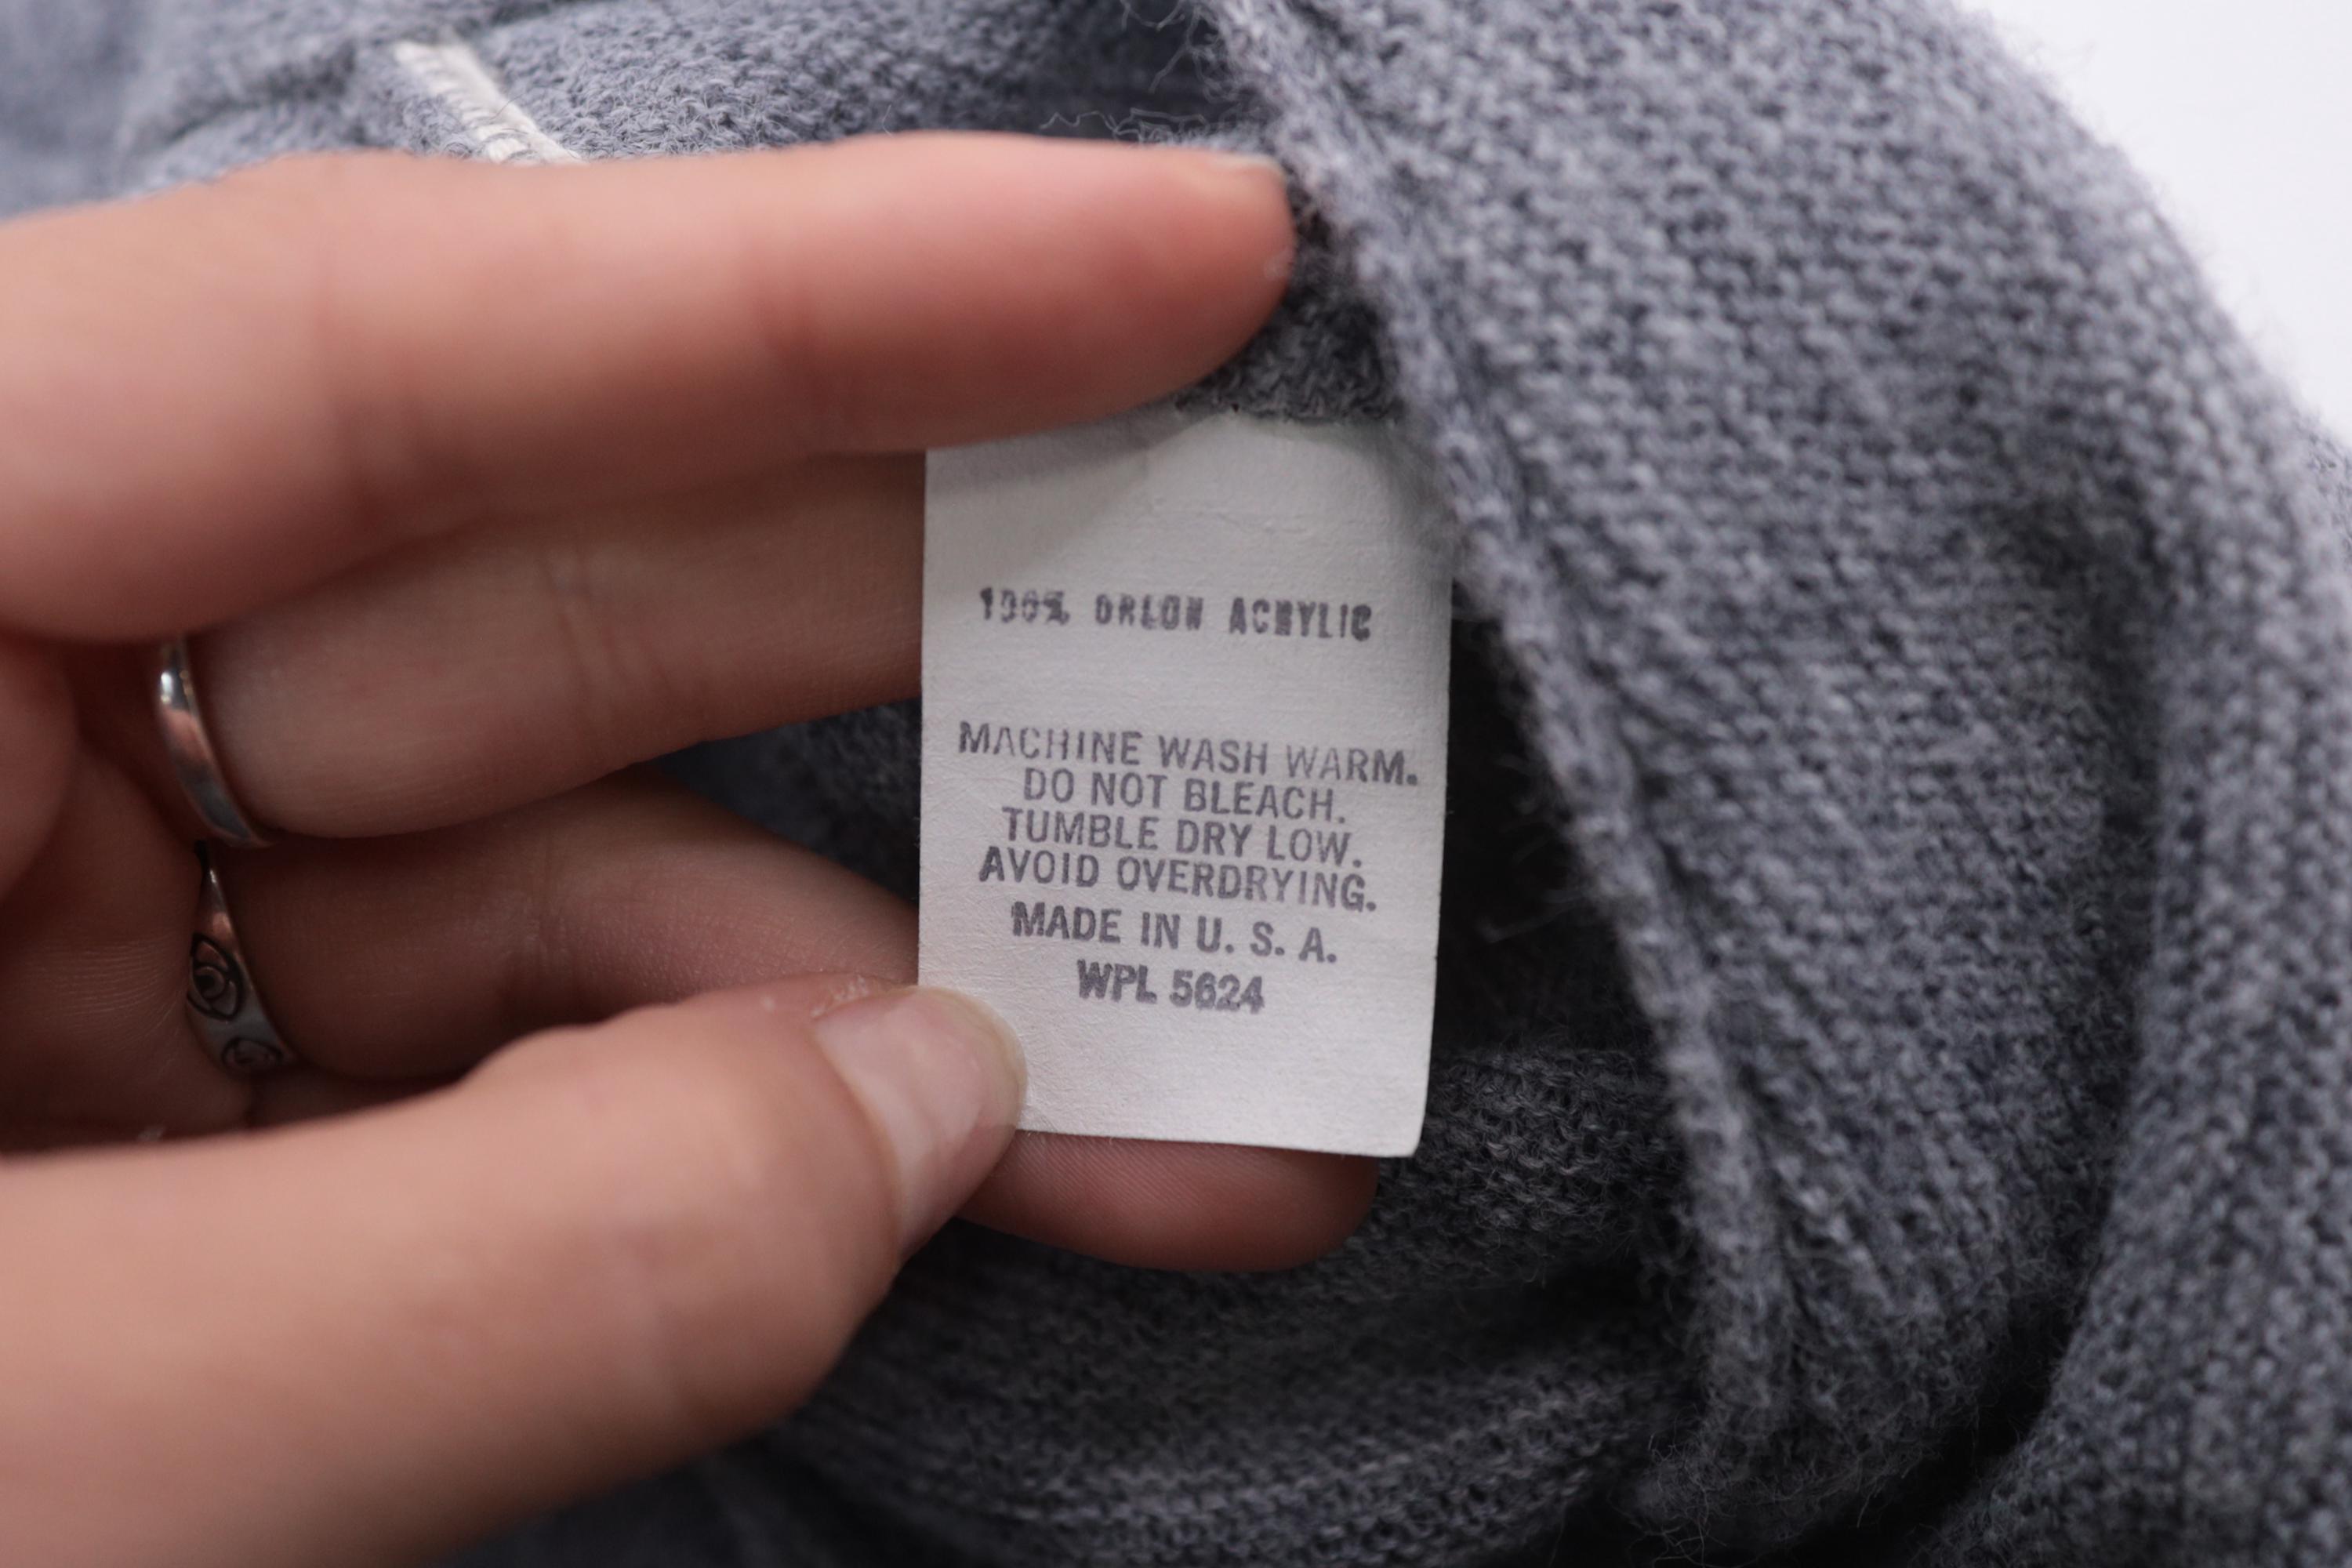 100% ORLON ACRYLIC
MACHINE WASH WARM.
DO NOT BLEACH.
TUMBLE DRY LOW.
AVOID OVERDRYING.
MADE IN U. S. A.
WPL 5624